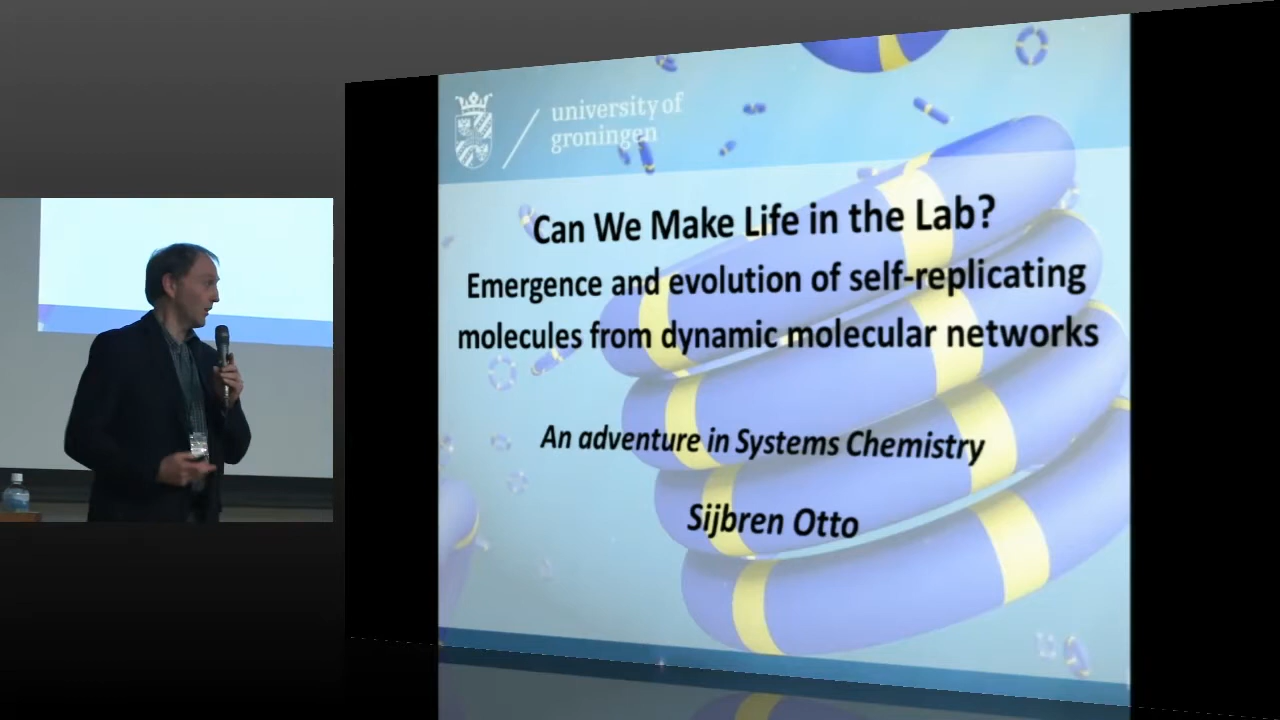 university of
groningen
Can We Make Life in the Lab?
Emergence and evolution of self-replicating
molecules from dynamic molecular networks
An adventure in Systems Chemistry
Sijbren Otto